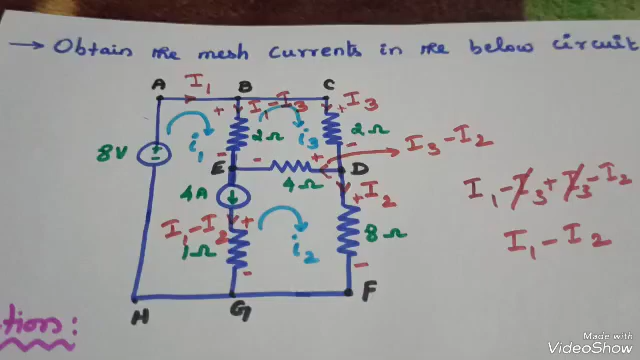 → Obtain the mesh currents in the below circuit
A I₁ B C
I₁-I₃ I₃
+ + +
8V + - i₁ 2Ω i₃ 2Ω
- - + - I₃-I₂
E 4Ω D
4A I₂ I₁-I₃+I₃-I₂
I₁-I₂ + +
1Ω i₂ 8Ω I₁-I₂
- -
H G F
tions:
Made with
VideoShow